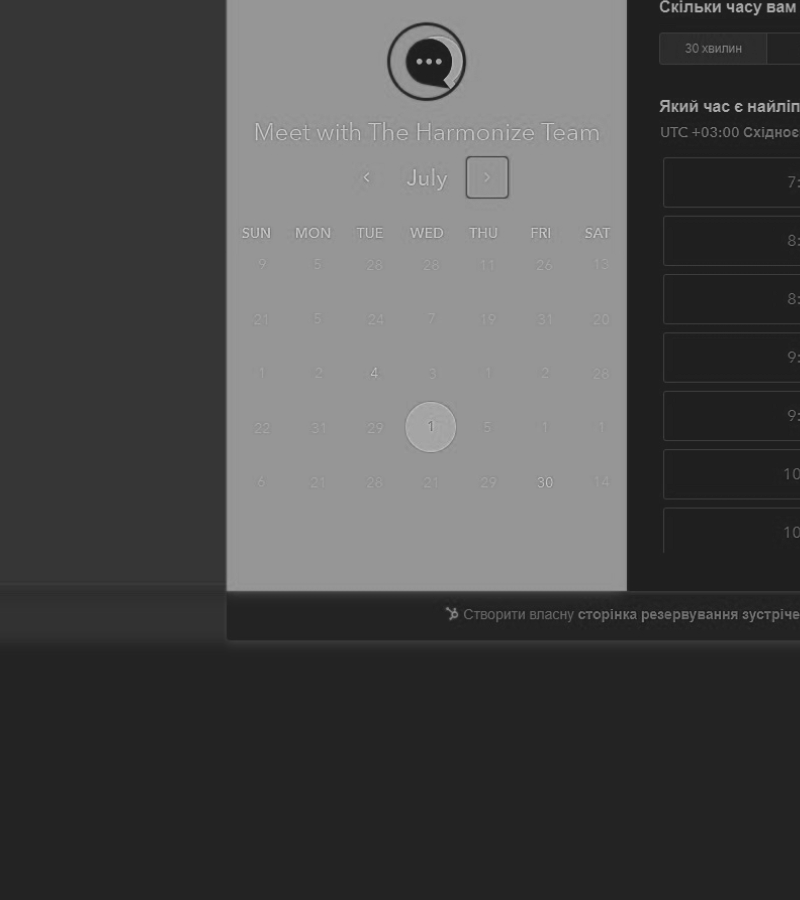 Meet with The Harmonize Team
July
SUN MON TUE WED THU FRI SAT
9 5 28 28 11 26 13
21 5 24 7 19 31 20
1 2 4 3 1 2 28
22 31 29 1 5 1 1
6 21 28 21 29 30 14
Скільки часу вам
30 хвилин
Який час є найліп
UTC +03:00 Східноє
7:
8:
8:
9:
9:
10
10
Створити власну сторінка резервування зустріче